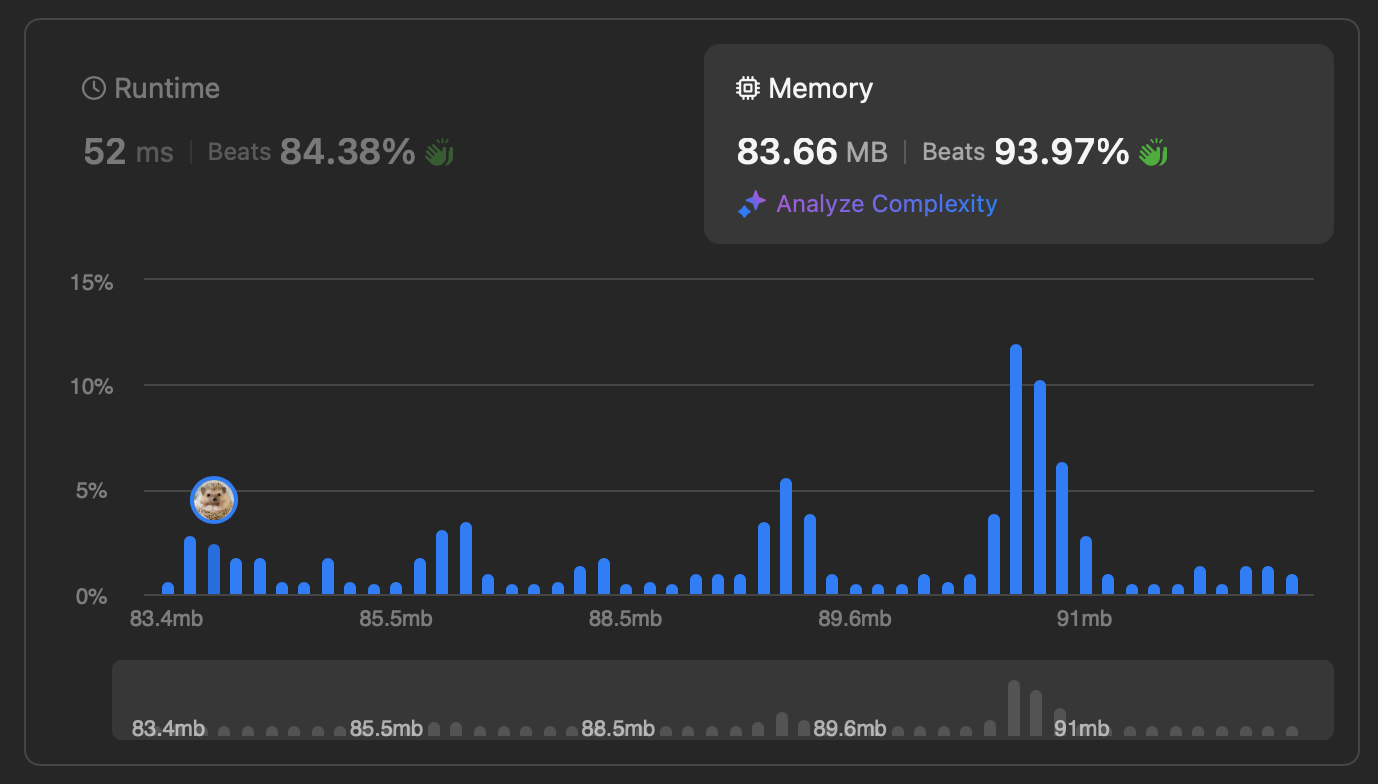 Runtime
52 ms | Beats 84.38%
Memory
83.66 MB | Beats 93.97%
Analyze Complexity
15%
10%
5%
0%
83.4mb 85.5mb 88.5mb 89.6mb 91mb
83.4mb 85.5mb 88.5mb 89.6mb 91mb